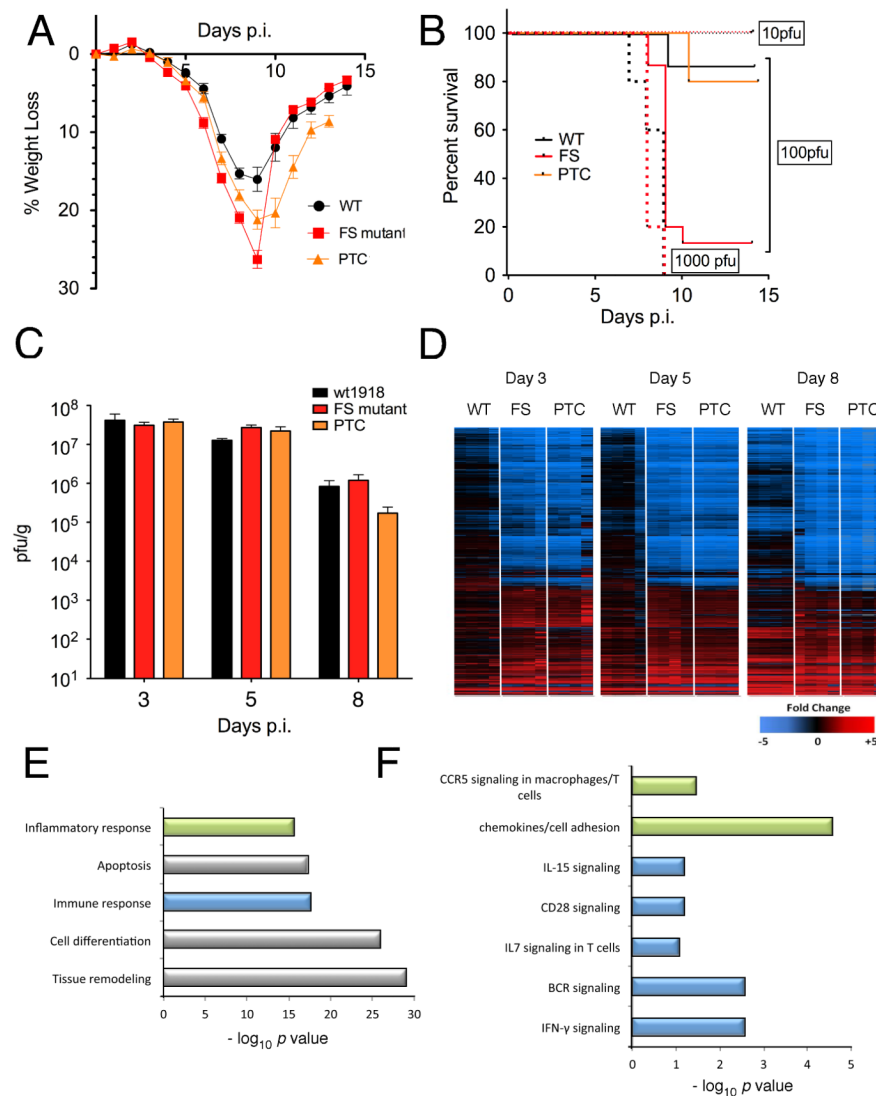 A
Days p.i.
0
5
10
15
0
10
20
30
% Weight Loss
WT
FS mutant
PTC
B
100
80
60
40
20
0
Percent survival
10pfu
100pfu
1000 pfu
WT
FS
PTC
0
5
10
15
Days p.i.
C
10⁸
10⁷
10⁶
10⁵
10⁴
10³
10²
10¹
pfu/g
wt1918
FS mutant
PTC
3
5
8
Days p.i.
D
Day 3
Day 5
Day 8
WT FS PTC
WT FS PTC
WT FS PTC
Fold Change
-5 0 +5
E
Inflammatory response
Apoptosis
Immune response
Cell differentiation
Tissue remodeling
0 5 10 15 20 25 30
- log₁₀ p value
F
CCR5 signaling in macrophages/T
cells
chemokines/cell adhesion
IL-15 signaling
CD28 signaling
IL7 signaling in T cells
BCR signaling
IFN-γ signaling
0 1 2 3 4 5
- log₁₀ p value